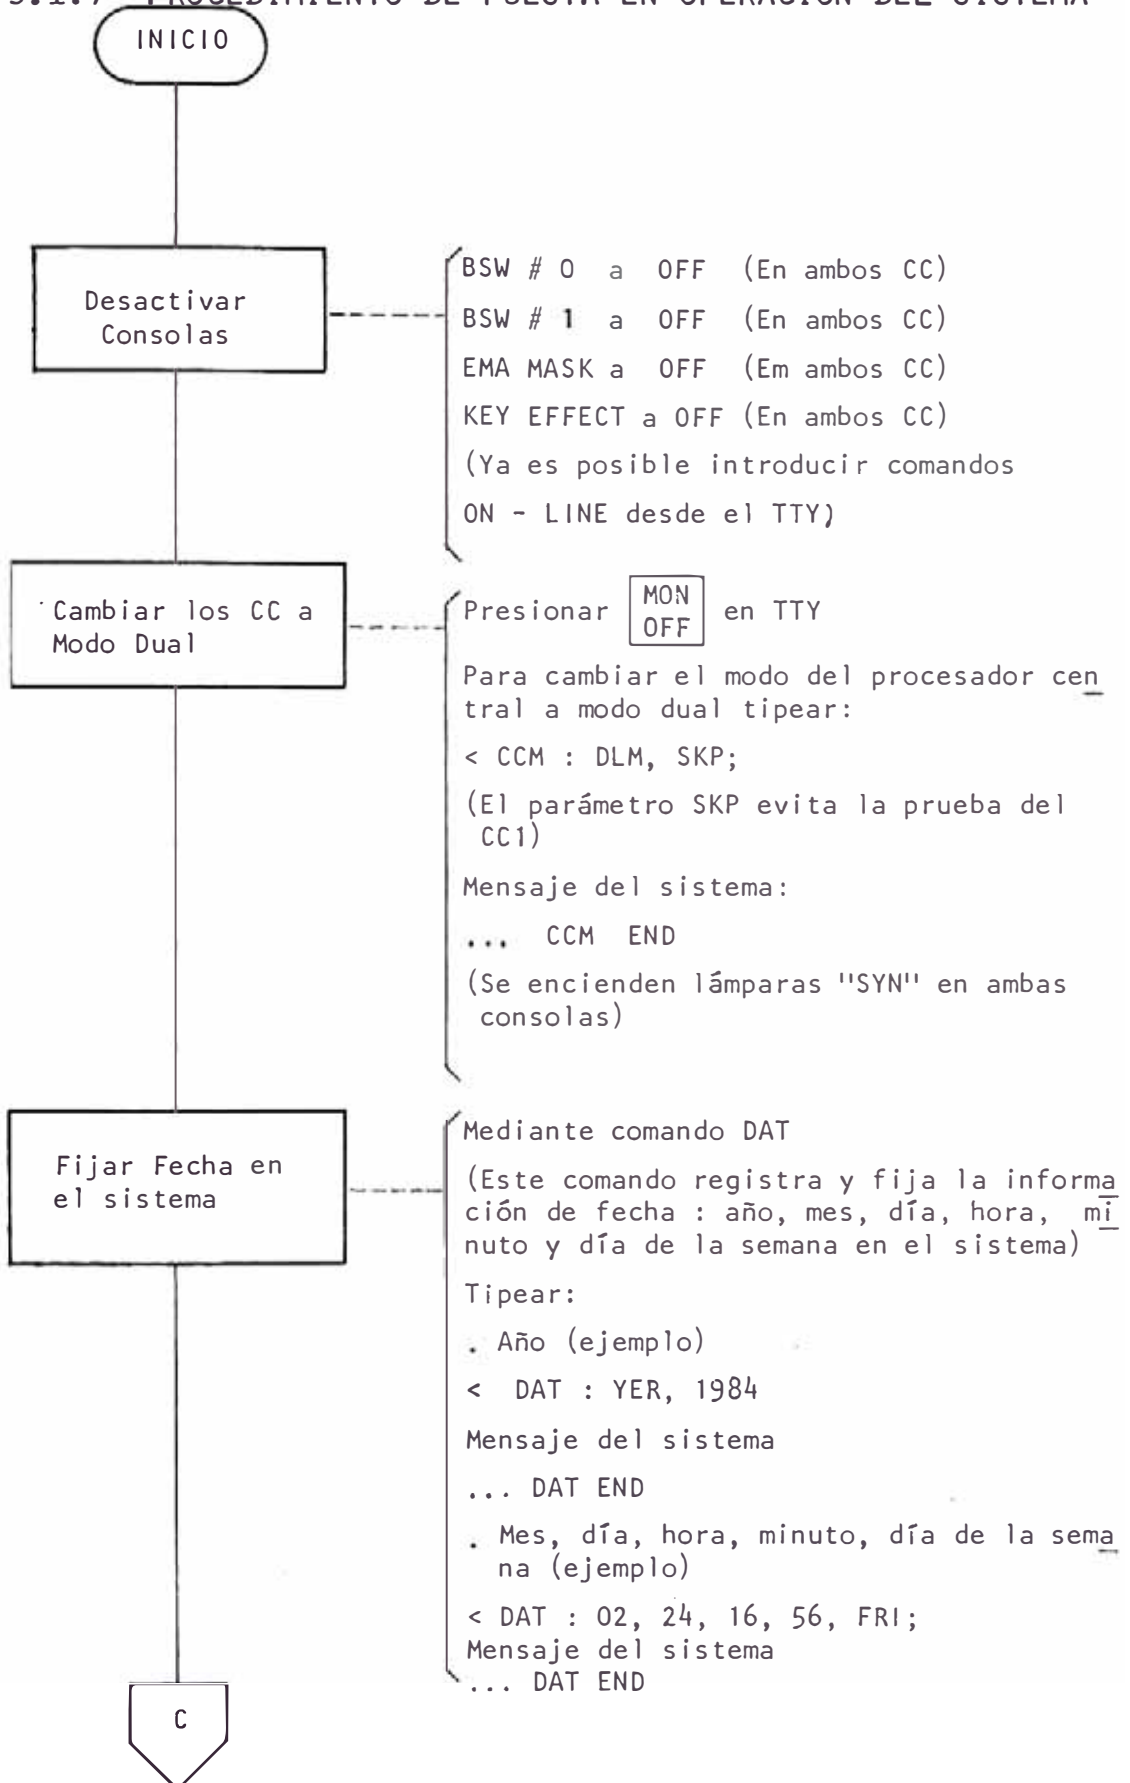 PROCEDIMIENTO DE PUESTA EN OPERACION DEL SISTEMA
INICIO
Desactivar
Consolas
BSW # 0 a OFF (En ambos CC)
BSW # 1 a OFF (En ambos CC)
EMA MASK a OFF (Em ambos CC)
KEY EFFECT a OFF (En ambos CC)
(Ya es posible introducir comandos
ON - LINE desde el TTY)
Cambiar los CC a
Modo Dual
Presionar MON OFF en TTY
Para cambiar el modo del procesador cen
tral a modo dual tipear:
< CCM : DLM, SKP;
(El parámetro SKP evita la prueba del
CC1)
Mensaje del sistema:
... CCM END
(Se encienden lámparas "SYN" en ambas
consolas)
Fijar Fecha en
el sistema
Mediante comando DAT
(Este comando registra y fija la informa
ción de fecha : año, mes, día, hora, mi
nuto y día de la semana en el sistema)
Tipear:
. Año (ejemplo)
< DAT : YER, 1984
Mensaje del sistema
... DAT END
. Mes, día, hora, minuto, día de la sema
na (ejemplo)
< DAT : 02, 24, 16, 56, FRI;
Mensaje del sistema
... DAT END
C